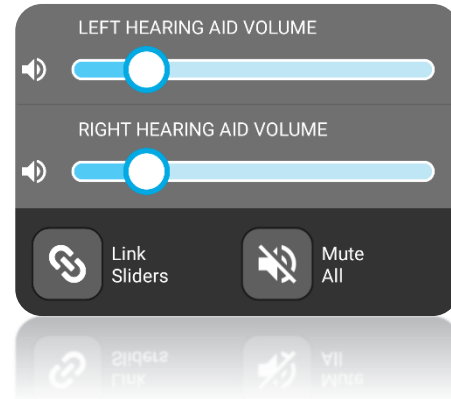 LEFT HEARING AID VOLUME
RIGHT HEARING AID VOLUME
Link
Sliders
Mute
All